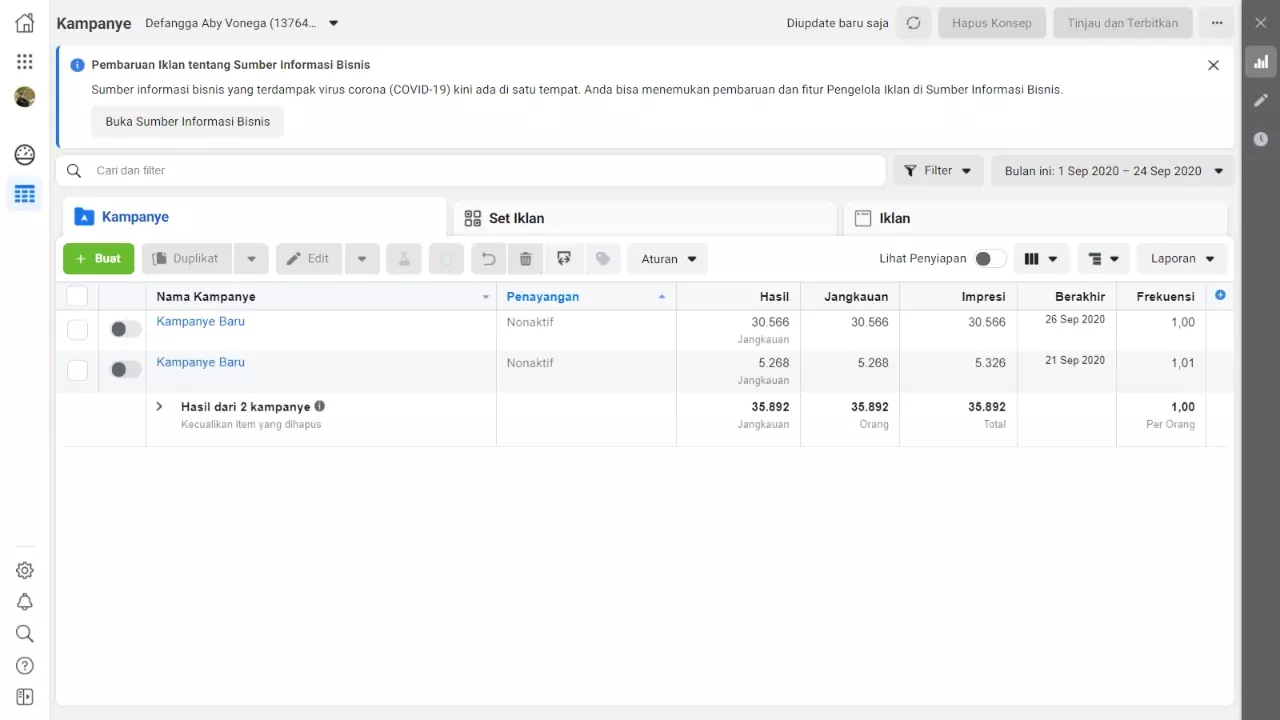 Kampanye
Defangga Aby Vonega (13764...
Diupdate baru saja
Hapus Konsep
Tinjau dan Terbitkan
Pembaruan Iklan tentang Sumber Informasi Bisnis
Sumber informasi bisnis yang terdampak virus corona (COVID-19) kini ada di satu tempat. Anda bisa menemukan pembaruan dan fitur Pengelola Iklan di Sumber Informasi Bisnis.
Buka Sumber Informasi Bisnis
Cari dan filter
Filter
Bulan ini: 1 Sep 2020 – 24 Sep 2020
Kampanye
Set Iklan
Iklan
+ Buat
Duplikat
Edit
Aturan
Lihat Penyiapan
Laporan
Nama Kampanye
Penayangan
Hasil
Jangkauan
Impresi
Berakhir
Frekuensi
Kampanye Baru
Nonaktif
30.566
Jangkauan
30.566
30.566
26 Sep 2020
1,00
Kampanye Baru
Nonaktif
5.268
Jangkauan
5.268
5.326
21 Sep 2020
1,01
Hasil dari 2 kampanye
Kecualikan item yang dihapus
35.892
Jangkauan
35.892
Orang
35.892
Total
1,00
Per Orang